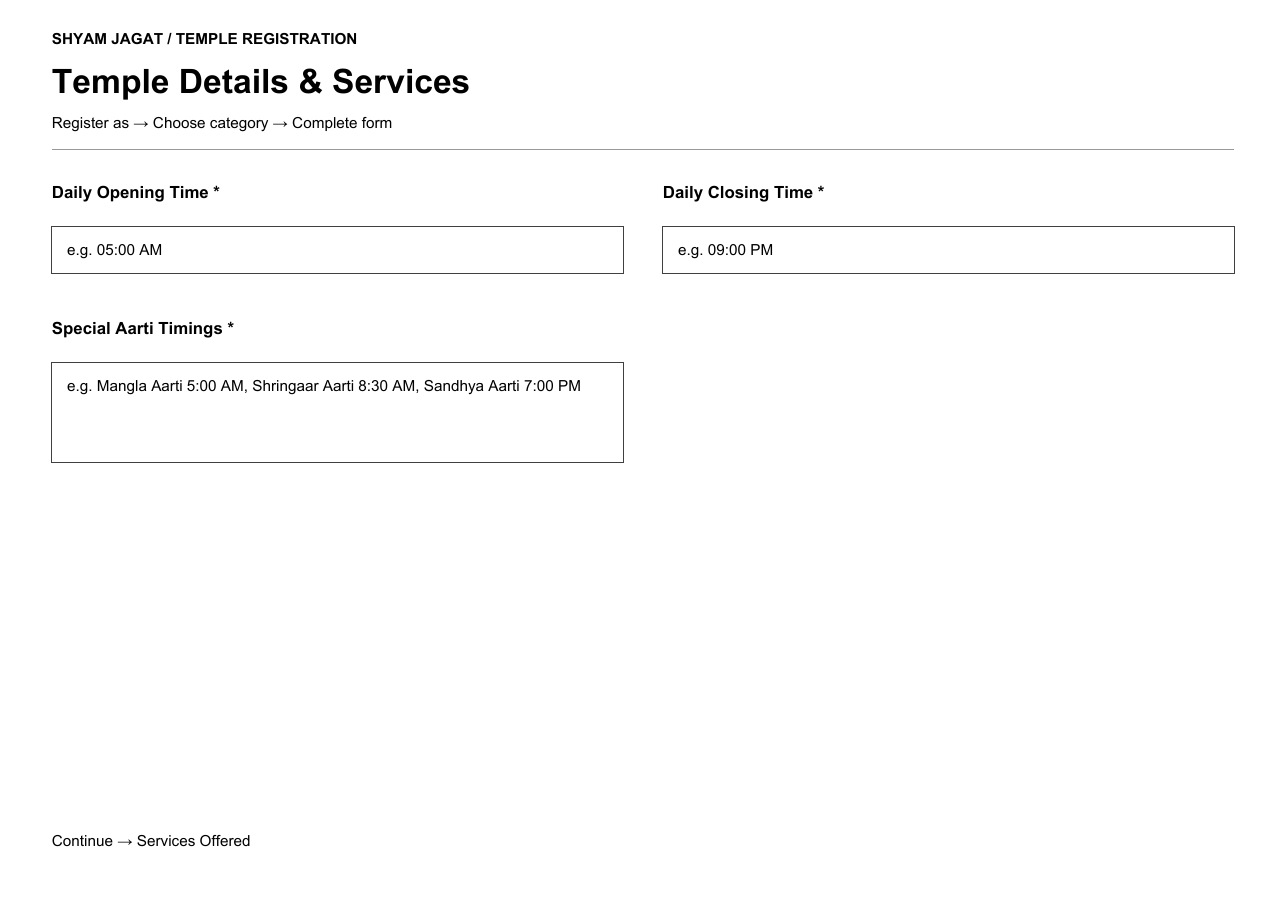 SHYAM JAGAT / TEMPLE REGISTRATION
Temple Details & Services
Register as → Choose category → Complete form
Daily Opening Time *
Daily Closing Time *
e.g. 05:00 AM
e.g. 09:00 PM
Special Aarti Timings *
e.g. Mangla Aarti 5:00 AM, Shringaar Aarti 8:30 AM, Sandhya Aarti 7:00 PM
Continue → Services Offered